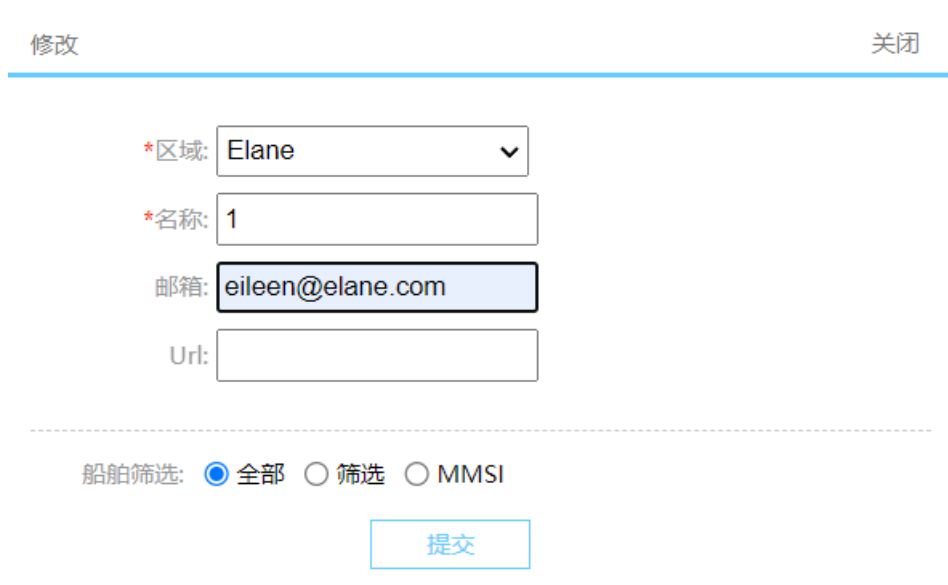 修改 关闭
*区域: Elane
*名称: 1
邮箱: eileen@elane.com
Url:
船舶筛选: 全部 筛选 MMSI
提交